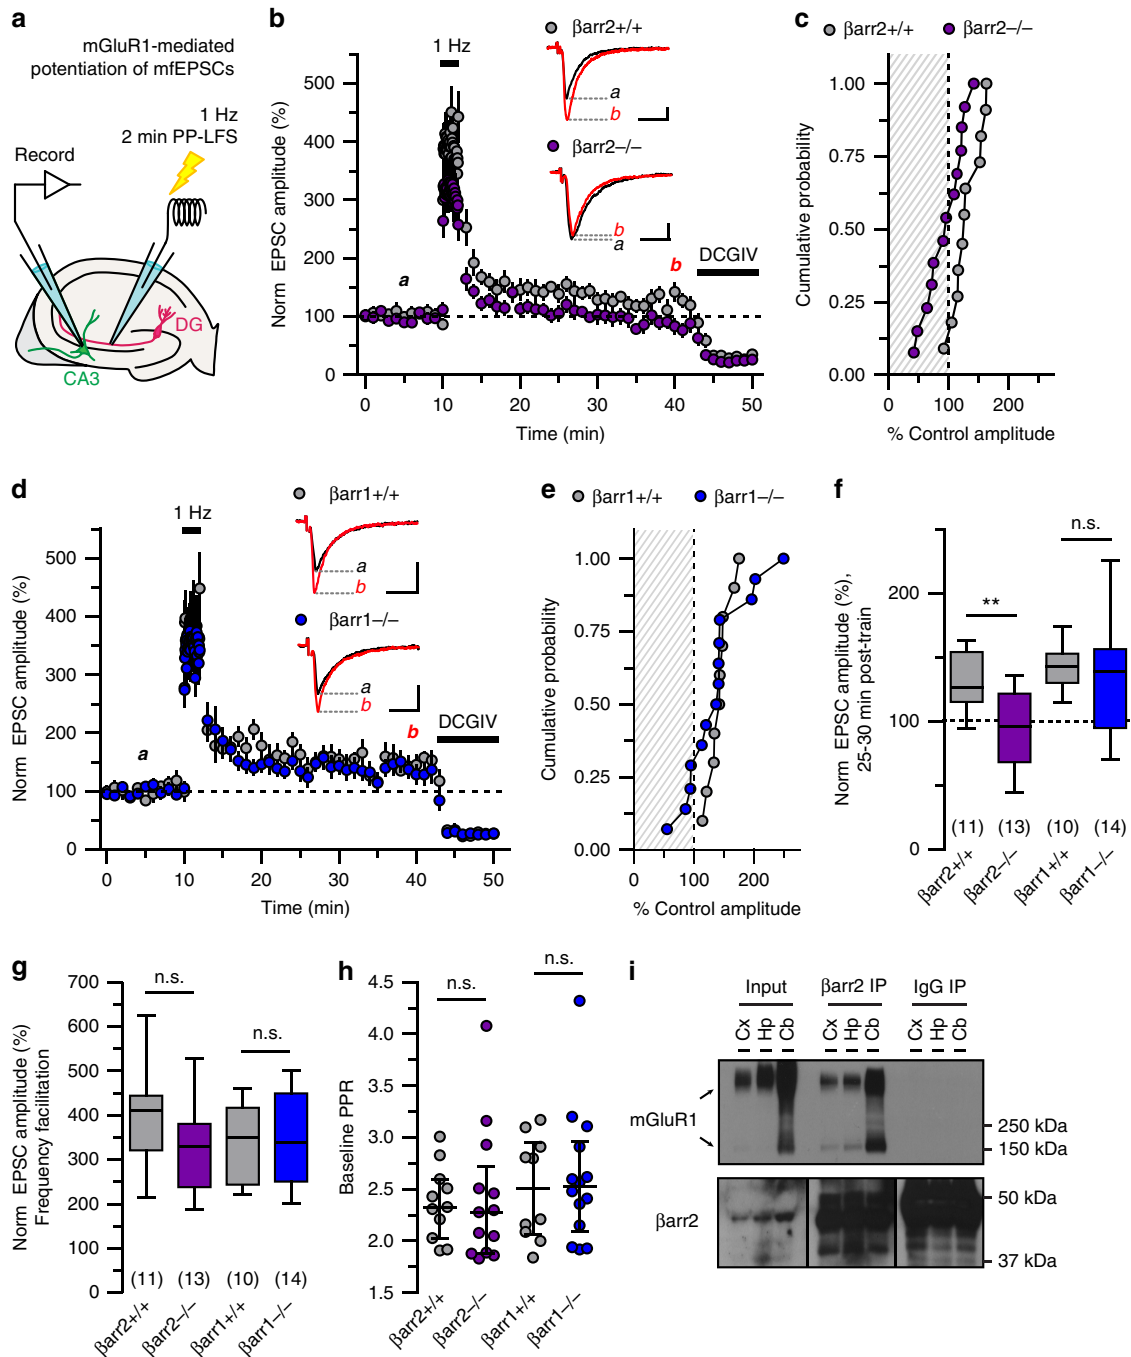 a
mGluR1-mediated
potentiation of mfEPSCs
1 Hz
2 min PP-LFS
Record
DG
CA3
b
βarr2+/+
1 Hz
a
b
βarr2−/−
b
a
DCGIV
a
b
Norm EPSC amplitude (%)
500
400
300
200
100
0
0 10 20 30 40 50
Time (min)
c
βarr2+/+ βarr2−/−
Cumulative probability
1.00
0.75
0.50
0.25
0.00
0 100 200
% Control amplitude
d
βarr1+/+
1 Hz
a
b
βarr1−/−
a
b
DCGIV
a
b
Norm EPSC amplitude (%)
500
400
300
200
100
0
0 10 20 30 40 50
Time (min)
e
βarr1+/+ βarr1−/−
Cumulative probability
1.00
0.75
0.50
0.25
0.00
0 100 200
% Control amplitude
f
n.s.
**
Norm EPSC amplitude (%),
25-30 min post-train
200
100
0
(11) (13) (10) (14)
βarr2+/+ βarr2−/− βarr1+/+ βarr1−/−
g
n.s.
n.s.
Norm EPSC amplitude (%)
Frequency facilitation
700
600
500
400
300
200
100
0
(11) (13) (10) (14)
βarr2+/+ βarr2−/− βarr1+/+ βarr1−/−
h
n.s.
n.s.
Baseline PPR
4.5
4.0
3.5
3.0
2.5
2.0
1.5
βarr2+/+ βarr2−/− βarr1+/+ βarr1−/−
i
Input βarr2 IP IgG IP
Cx Hp Cb Cx Hp Cb Cx Hp Cb
mGluR1
250 kDa
150 kDa
βarr2
50 kDa
37 kDa